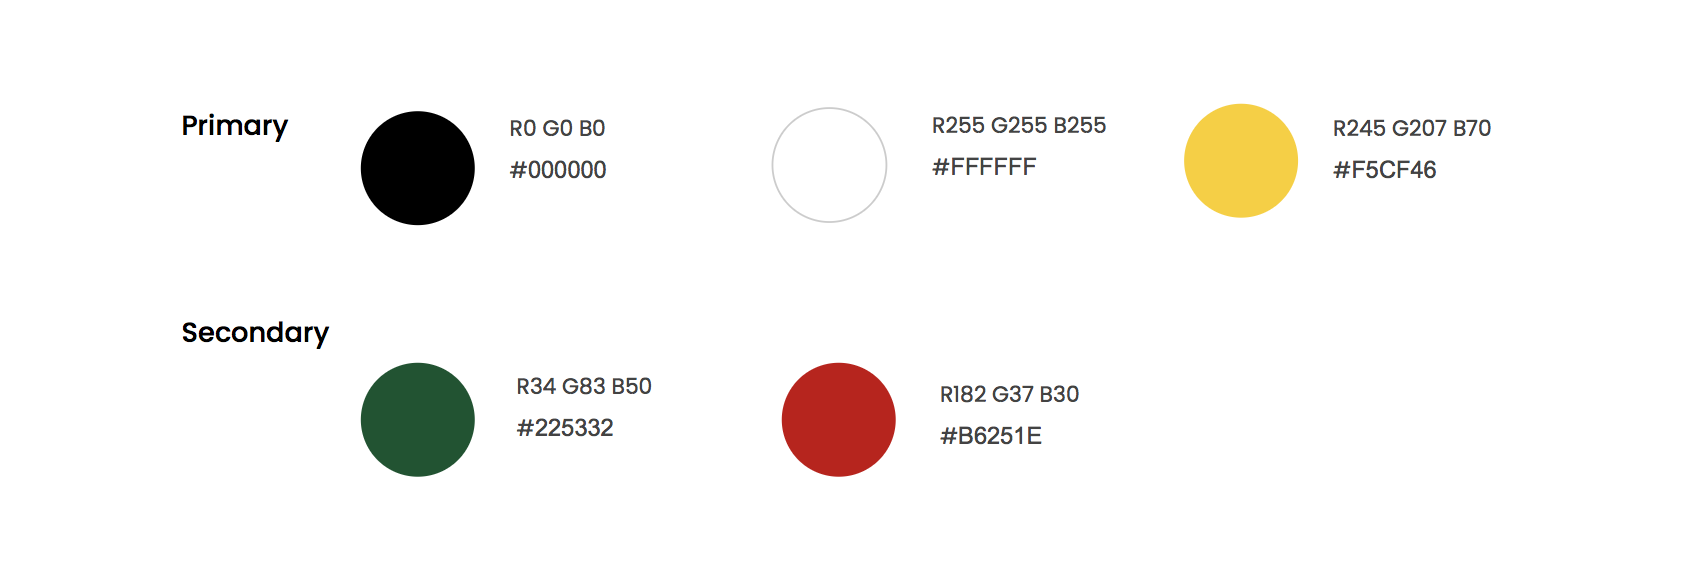 Primary
R0 G0 B0
#000000
R255 G255 B255
#FFFFFF
R245 G207 B70
#F5CF46
Secondary
R34 G83 B50
#225332
R182 G37 B30
#B6251E